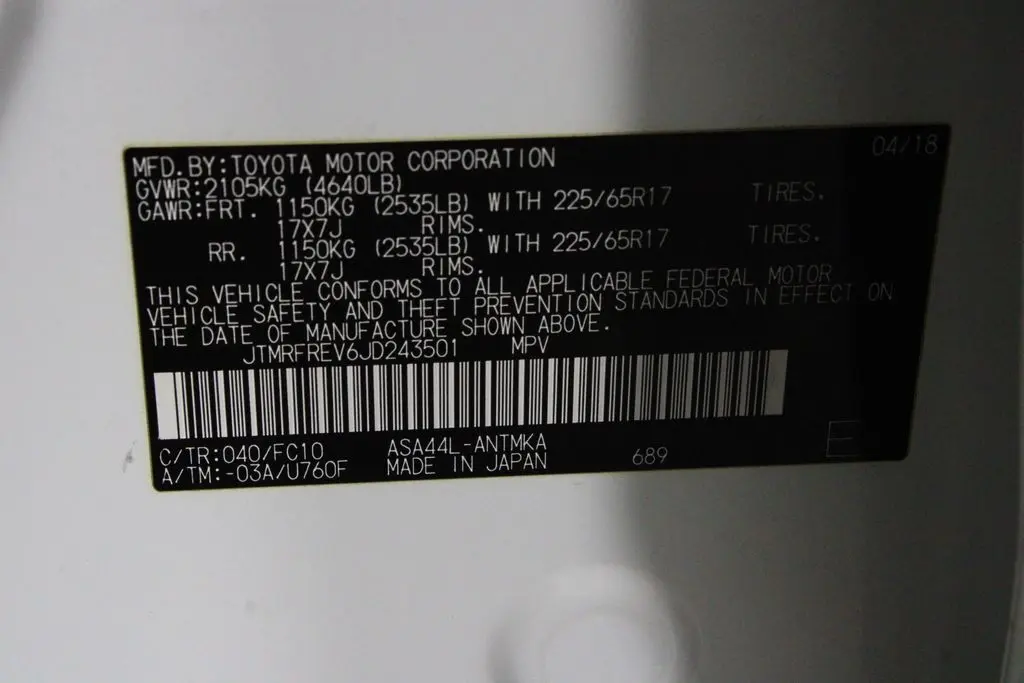 04/18
MFD.BY:TOYOTA MOTOR CORPORATION
GVWR:2105KG (4640LB)
GAWR:FRT. 1150KG (2535LB) WITH 225/65R17 TIRES.
17X7J RIMS.
RR. 1150KG (2535LB) WITH 225/65R17 TIRES.
17X7J RIMS.
THIS VEHICLE CONFORMS TO ALL APPLICABLE FEDERAL MOTOR
VEHICLE SAFETY AND THEFT PREVENTION STANDARDS IN EFFECT ON
THE DATE OF MANUFACTURE SHOWN ABOVE.
JTMRFREV6JD243501 MPV
C/TR:040/FC10 ASA44L-ANTMKA
A/TM:-03A/U760F MADE IN JAPAN 689 E